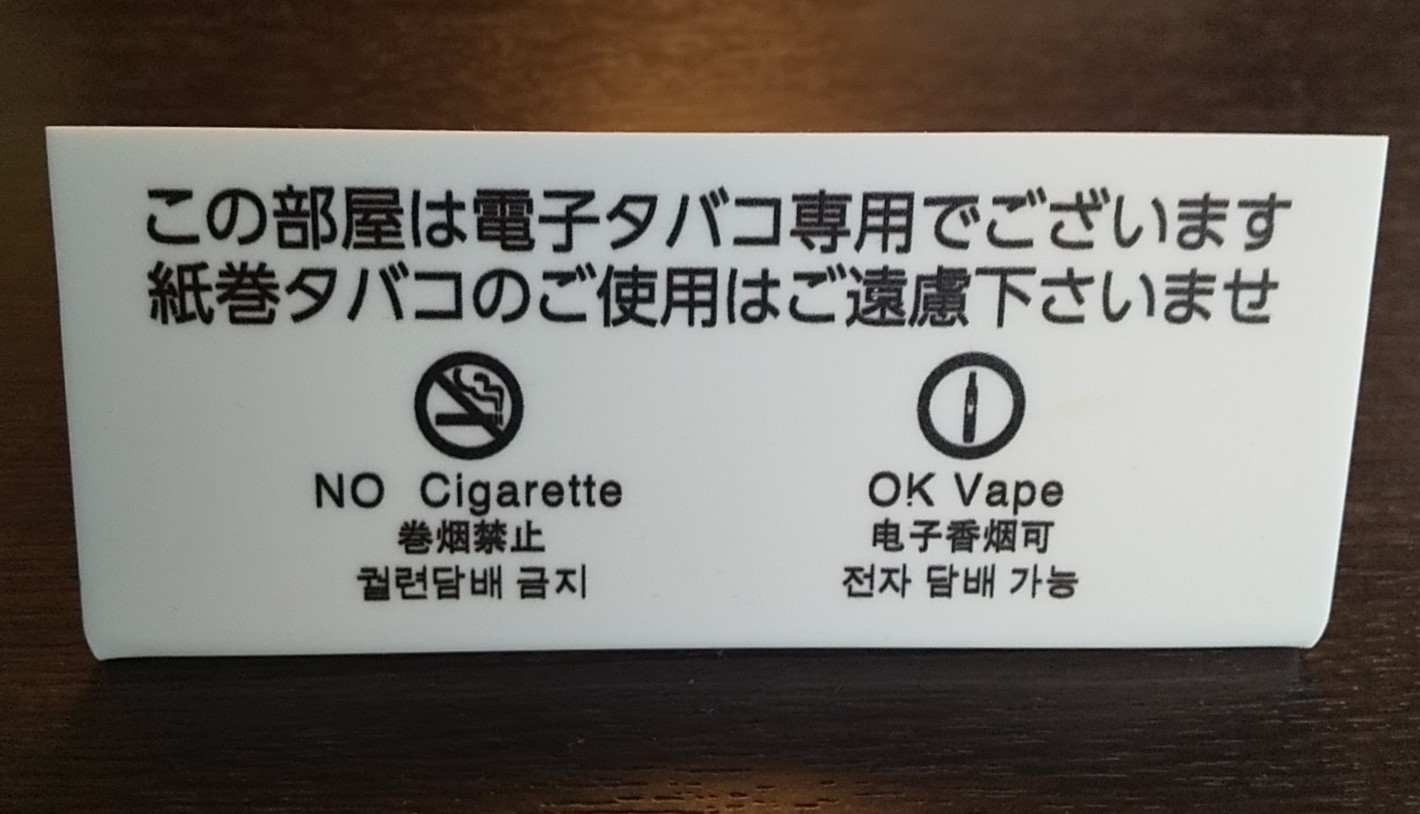 この部屋は電子タバコ専用でございます
紙巻タバコのご使用はご遠慮下さいませ
NO Cigarette
巻烟禁止
궐련담배 금지
OK Vape
电子香烟可
전자 담배 가능